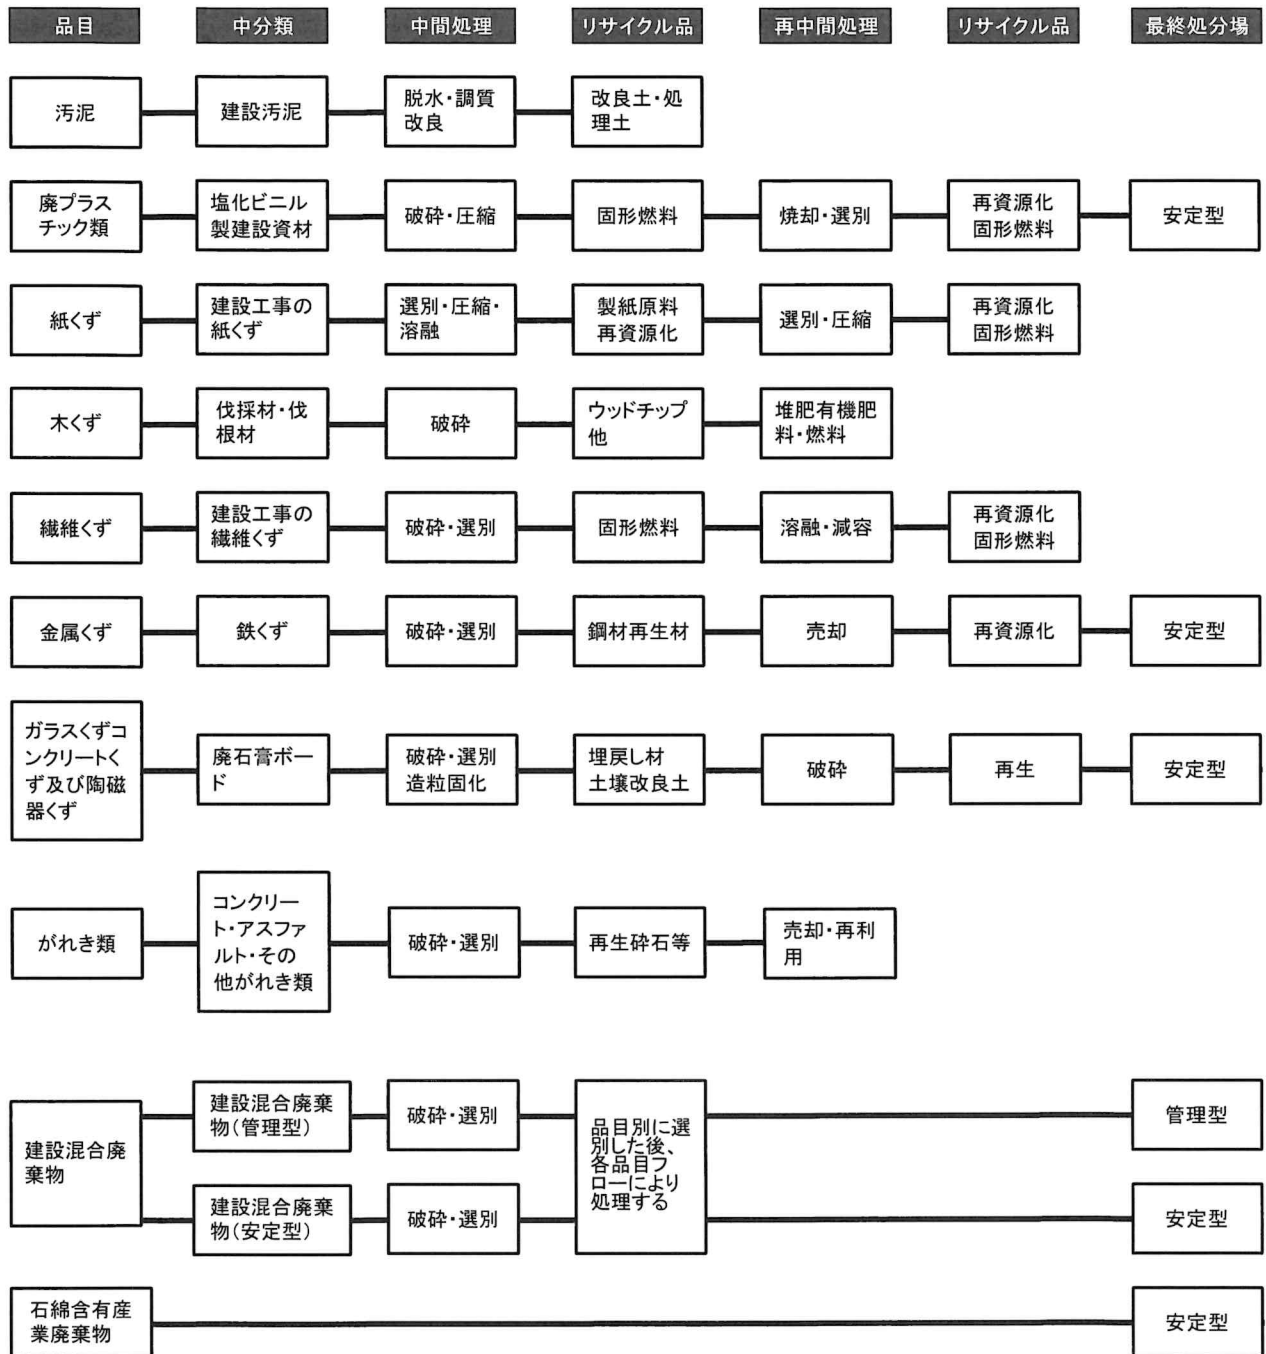 品目
中分類
中間処理
リサイクル品
再中間処理
リサイクル品
最終処分場
汚泥
建設汚泥
脱水・調質
改良
改良土・処
理土
廃プラス
チック類
塩化ビニル
製建設資材
破砕・圧縮
固形燃料
焼却・選別
再資源化
固形燃料
安定型
紙くず
建設工事の
紙くず
選別・圧縮・
溶融
製紙原料
再資源化
選別・圧縮
再資源化
固形燃料
木くず
伐採材・伐
根材
破砕
ウッドチップ
他
堆肥有機肥
料・燃料
繊維くず
建設工事の
繊維くず
破砕・選別
固形燃料
溶融・減容
再資源化
固形燃料
金属くず
鉄くず
破砕・選別
鋼材再生材
売却
再資源化
安定型
ガラスくずコ
ンクリートく
ず及び陶磁
器くず
廃石膏ボー
ド
破砕・選別
造粒固化
埋戻し材
土壌改良土
破砕
再生
安定型
がれき類
コンクリー
ト・アスファ
ルト・その
他がれき類
破砕・選別
再生砕石等
売却・再利
用
建設混合廃
棄物
建設混合廃棄
物(管理型)
破砕・選別
品目別に選
別した後、
各品目フ
ローにより
処理する
管理型
建設混合廃棄
物(安定型)
破砕・選別
安定型
石綿含有産
業廃棄物
安定型